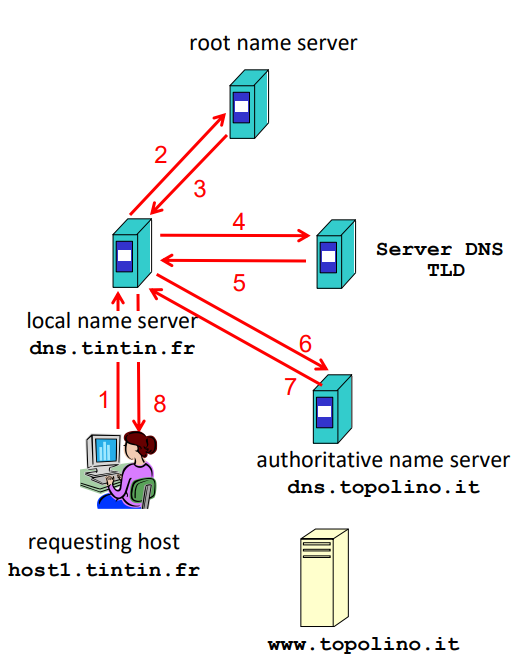 root name server
2
3
4
Server DNS
TLD
5
local name server
dns.tintin.fr
6
7
1
8
authoritative name server
dns.topolino.it
requesting host
host1.tintin.fr
www.topolino.it